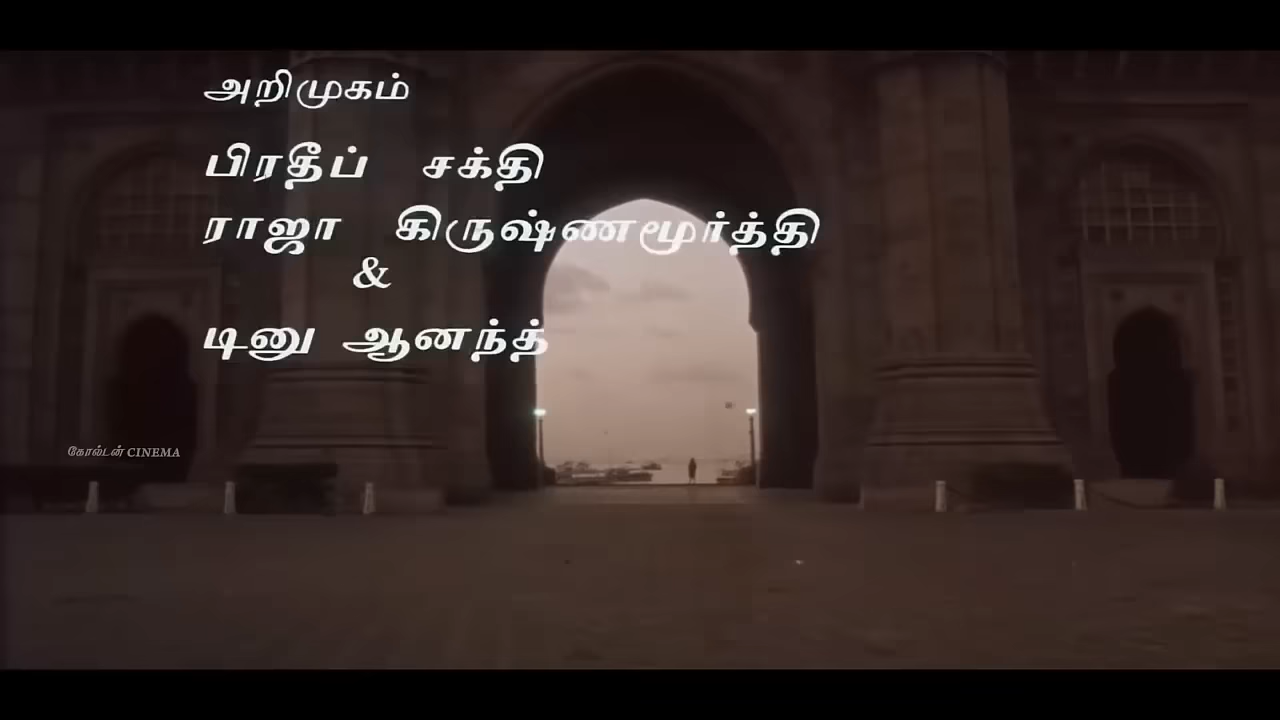 அறிமுகம்
பிரதீப் சக்தி
ராஜா கிருஷ்ணமூர்த்தி
&
டினு ஆனந்த்
கோல்டன் CINEMA